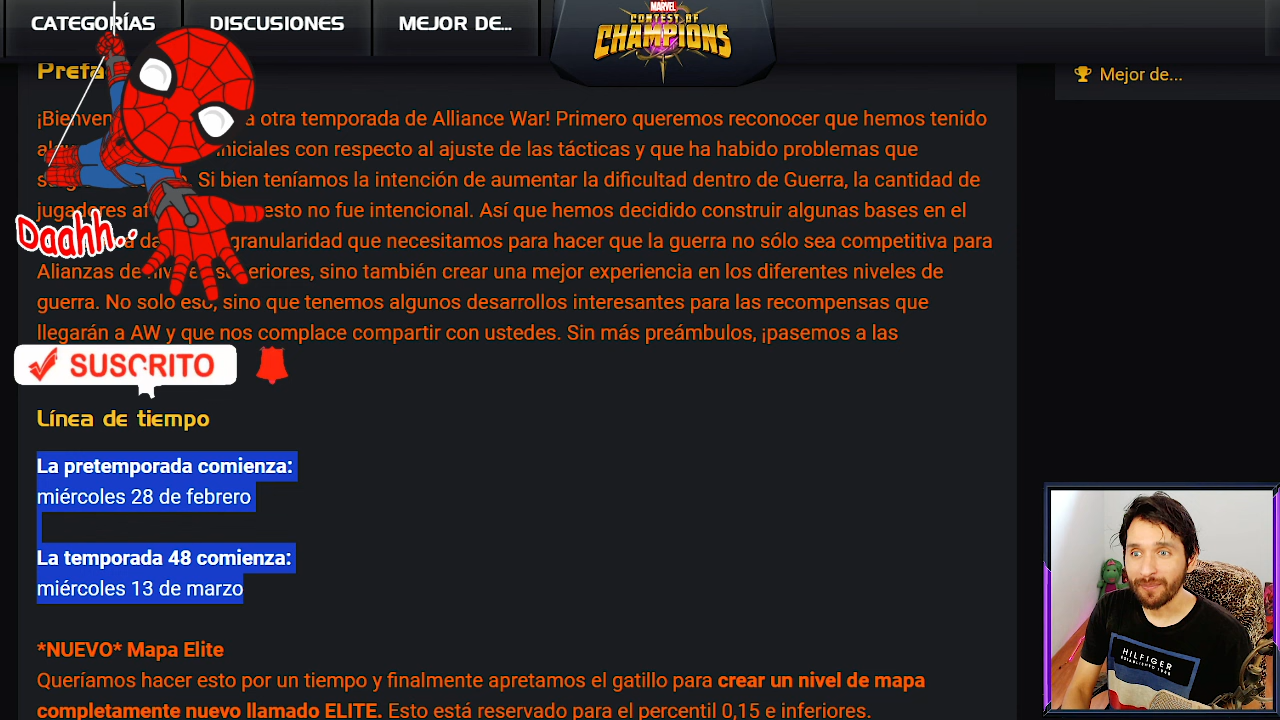 CATEGORÍAS DISCUSIONES MEJOR DE...
MARVEL
CONTEST OF
CHAMPIONS
Mejor de...
Prefa
¡Bienven a otra temporada de Alliance War! Primero queremos reconocer que hemos tenido
iniciales con respecto al ajuste de las tácticas y que ha habido problemas que
Si bien teníamos la intención de aumentar la dificultad dentro de Guerra, la cantidad de
jugadores af esto no fue intencional. Así que hemos decidido construir algunas bases en el
Daahh..
granularidad que necesitamos para hacer que la guerra no sólo sea competitiva para
Alianzas de superiores, sino también crear una mejor experiencia en los diferentes niveles de
guerra. No solo eso, sino que tenemos algunos desarrollos interesantes para las recompensas que
llegarán a AW y que nos complace compartir con ustedes. Sin más preámbulos, ¡pasemos a las
SUSCRITO
Línea de tiempo
La pretemporada comienza:
miércoles 28 de febrero
La temporada 48 comienza:
miércoles 13 de marzo
*NUEVO* Mapa Elite
Queríamos hacer esto por un tiempo y finalmente apretamos el gatillo para crear un nivel de mapa
completamente nuevo llamado ELITE. Esto está reservado para el percentil 0,15 e inferiores.
HILFIGER